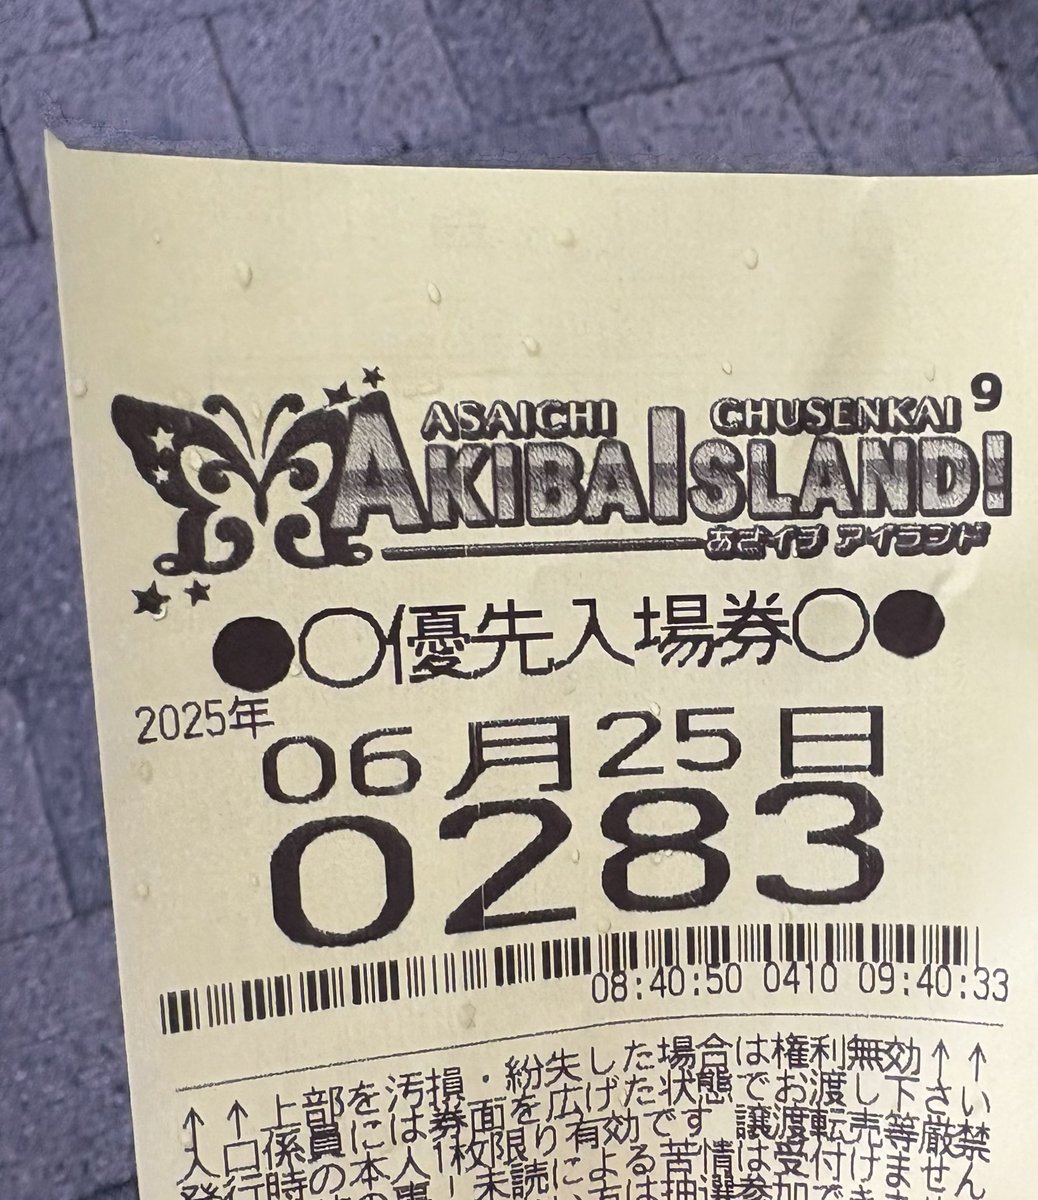 ASAICHI CHUSENKAI 9
AKIBA ISLAND!
アイランド
●○優先入場券○●
2025年
06月25日
0283
08:40:50 0410 09:40:33
↑ ↑ 上部を汚損・紛失した場合は権利無効 ↑ ↑
入口係員には券面を広げた状態でお渡し下さい
発行時の本人1枚限り有効です 譲渡転売等厳禁
未読による苦情は受付けません